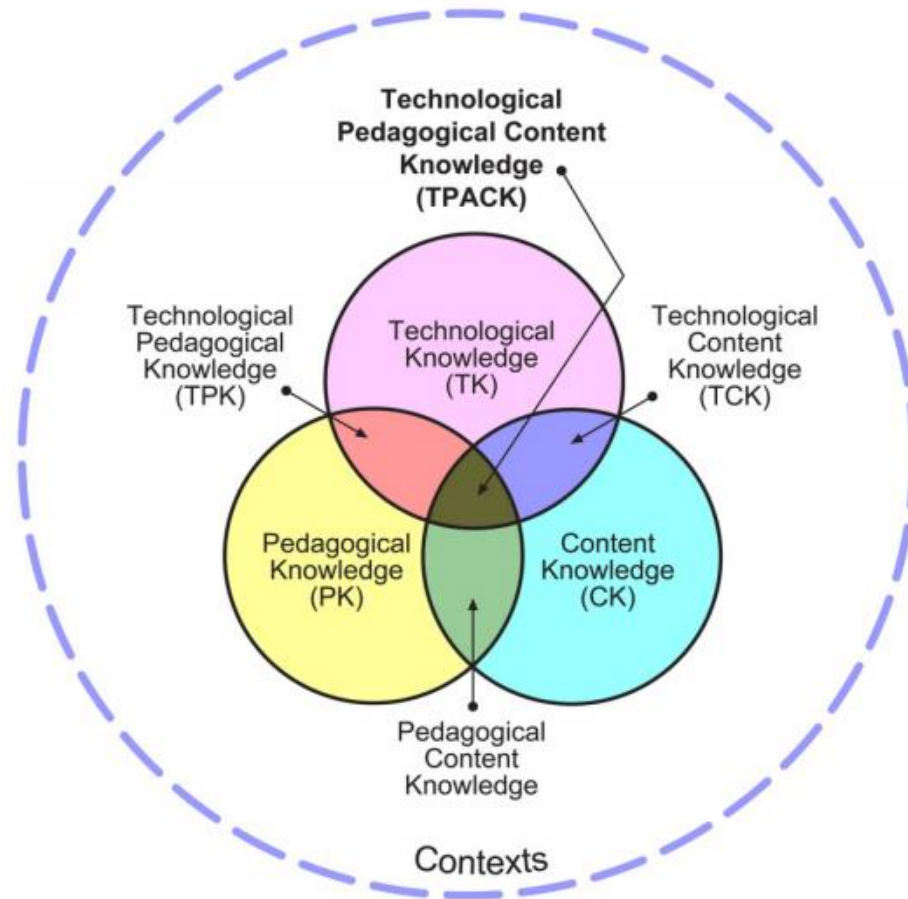 Technological
Pedagogical Content
Knowledge
(TPACK)
Technological
Pedagogical
Knowledge
(TPK)
Technological
Knowledge
(TK)
Technological
Content
Knowledge
(TCK)
Pedagogical
Knowledge
(PK)
Content
Knowledge
(CK)
Pedagogical
Content
Knowledge
Contexts